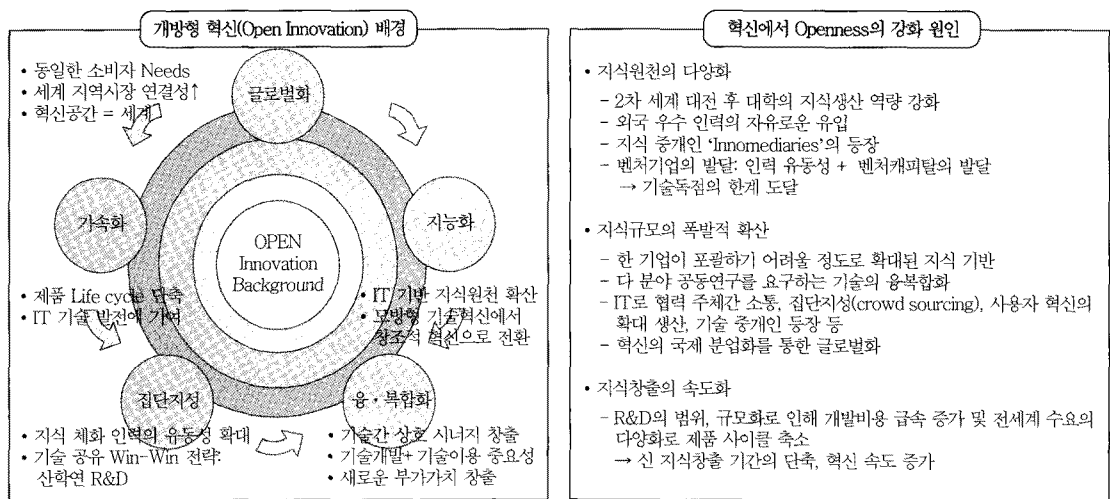 개방형 혁신(Open Innovation) 배경
• 동일한 소비자 Needs
• 세계 지역시장 연결성↑
• 혁신공간 = 세계
글로벌화
가속화
지능화
OPEN
Innovation
Background
• 제품 Life cycle 단축
• IT 기술 발전에 기여
• IT 기반 지식원천 확산
• 모방형 기술혁신에서
창조적 혁신으로 전환
집단지성
융·복합화
• 지식 체화 인력의 유동성 확대
• 기술 공유 Win-Win 전략:
산학연 R&D
• 기술간 상호 시너지 창출
• 기술개발+기술이용 중요성
• 새로운 부가가치 창출
혁신에서 Openness의 강화 원인
• 지식원천의 다양화
- 2차 세계 대전 후 대학의 지식생산 역량 강화
- 외국 우수 인력의 자유로운 유입
- 지식 중개인 ‘Innomediaries’의 등장
- 벤처기업의 발달: 인력 유동성 + 벤처캐피탈의 발달
→ 기술독점의 한계 도달
• 지식규모의 폭발적 확산
- 한 기업이 포괄하기 어려울 정도로 확대된 지식 기반
- 다 분야 공동연구를 요구하는 기술의 융복합화
- IT로 협력 주체간 소통, 집단지성(crowd sourcing), 사용자 혁신의
확대 생산, 기술 중개인 등장 등
- 혁신의 국제 분업화를 통한 글로벌화
• 지식창출의 속도화
- R&D의 범위, 규모화로 인해 개발비용 급속 증가 및 전세계 수요의
다양화로 제품 사이클 축소
→ 신 지식창출 기간의 단축, 혁신 속도 증가